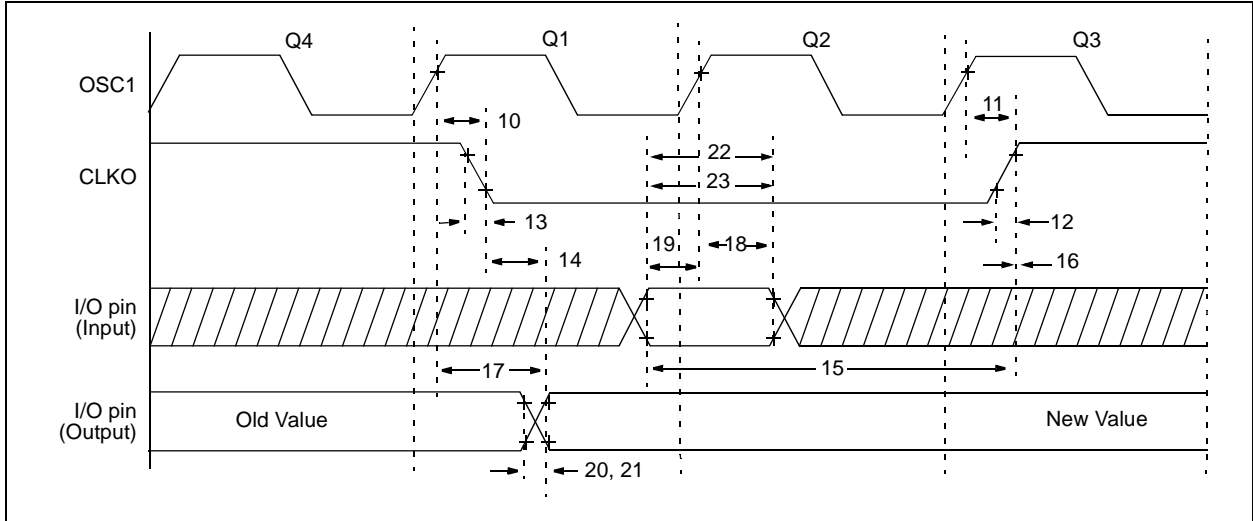 Q4
Q1
Q2
Q3
OSC1
10
11
22
CLKO
23
13
12
19
18
14
16
I/O pin
(Input)
17
15
I/O pin
(Output)
Old Value
New Value
20, 21